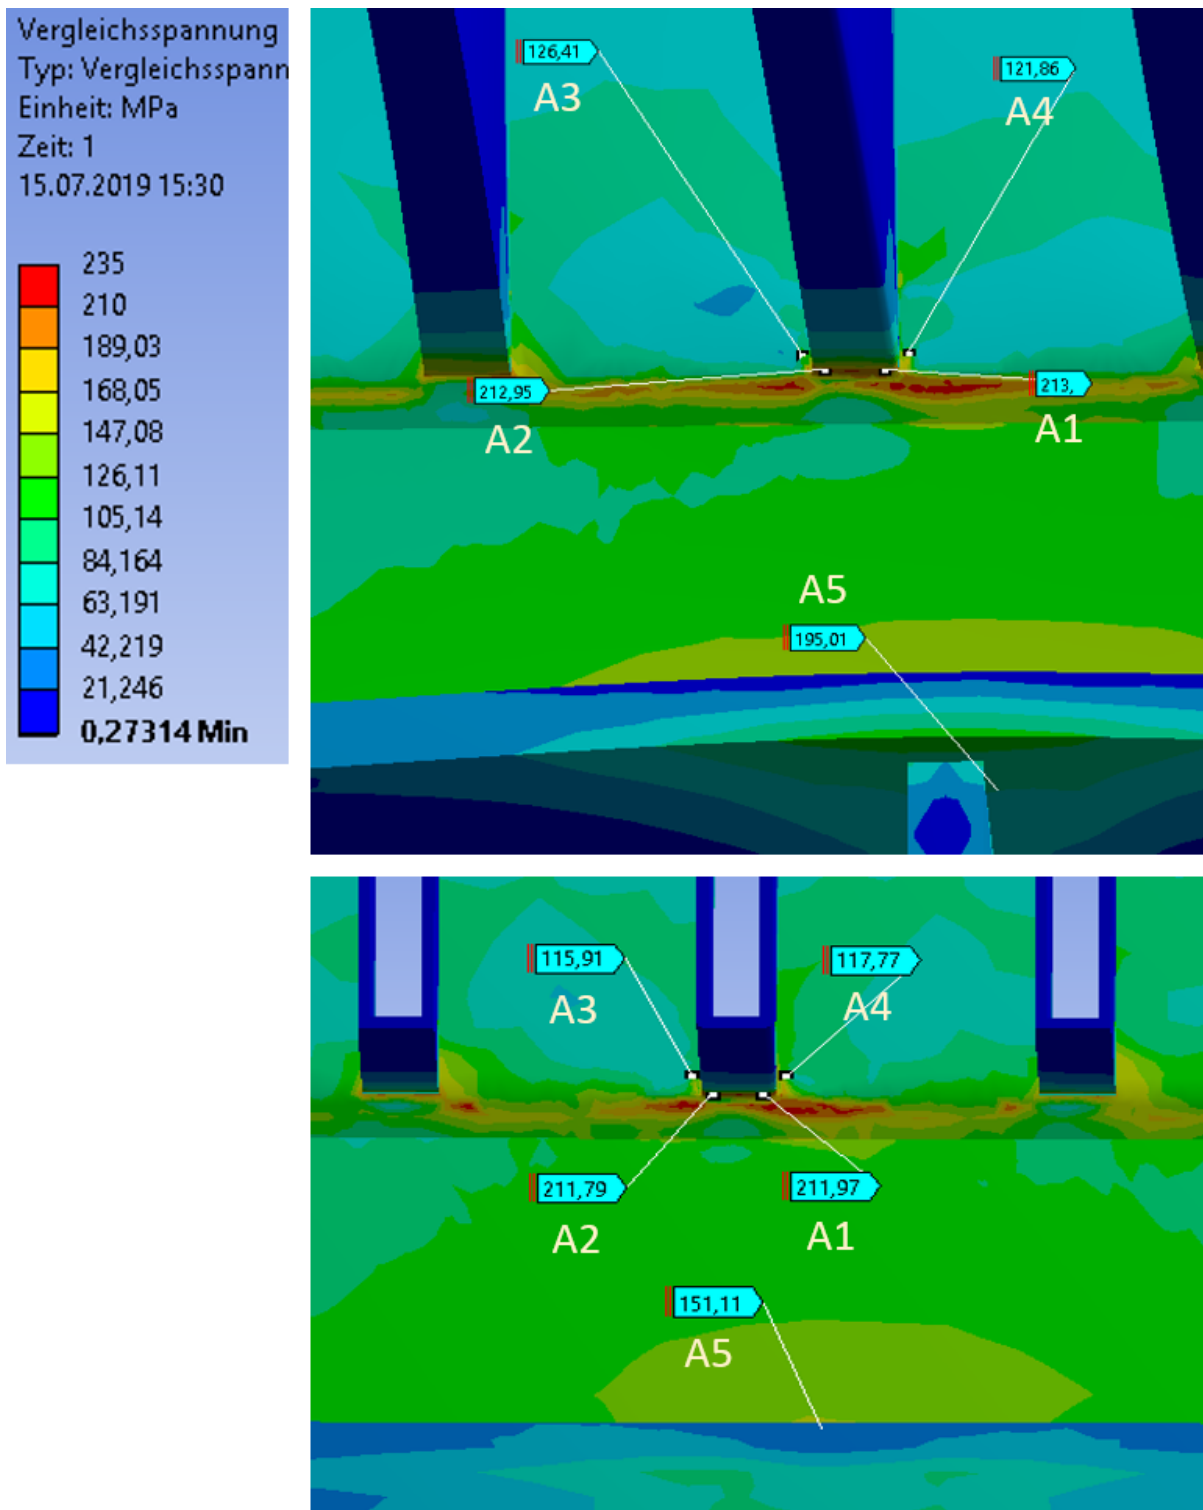 Vergleichsspannung
Typ: Vergleichsspann
Einheit: MPa
Zeit: 1
15.07.2019 15:30
235
210
189,03
168,05
147,08
126,11
105,14
84,164
63,191
42,219
21,246
0,27314 Min
126,41
A3
121,86
A4
212,95
A2
213,
A1
A5
195,01
115,91
A3
117,77
A4
211,79
A2
211,97
A1
151,11
A5